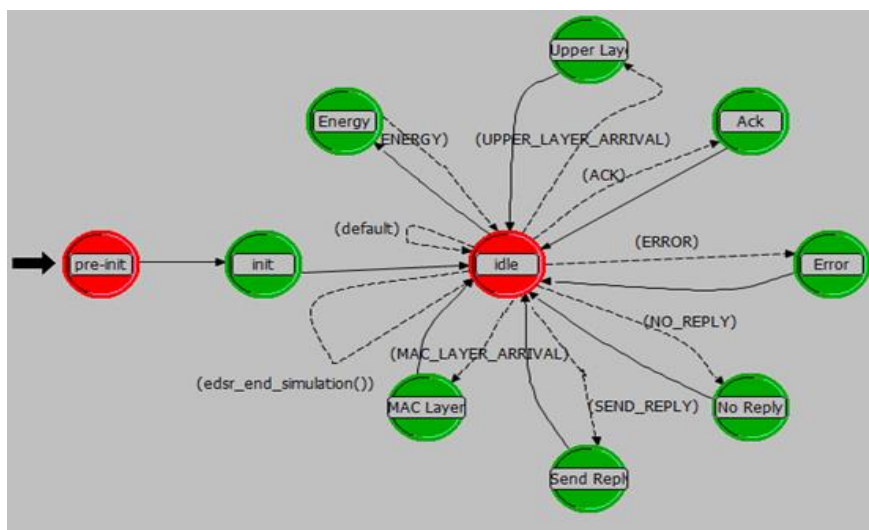 Upper Lay
Energy
Ack
ENERGY)
(UPPER_LAYER_ARRIVAL)
(ACK)
(default)
(ERROR)
pre-init
init
idle
Error
(NO_REPLY)
(MAC_LAYER_ARRIVAL)
(edsr_end_simulation())
MAC Layer
(SEND_REPLY)
No Reply
Send Repl